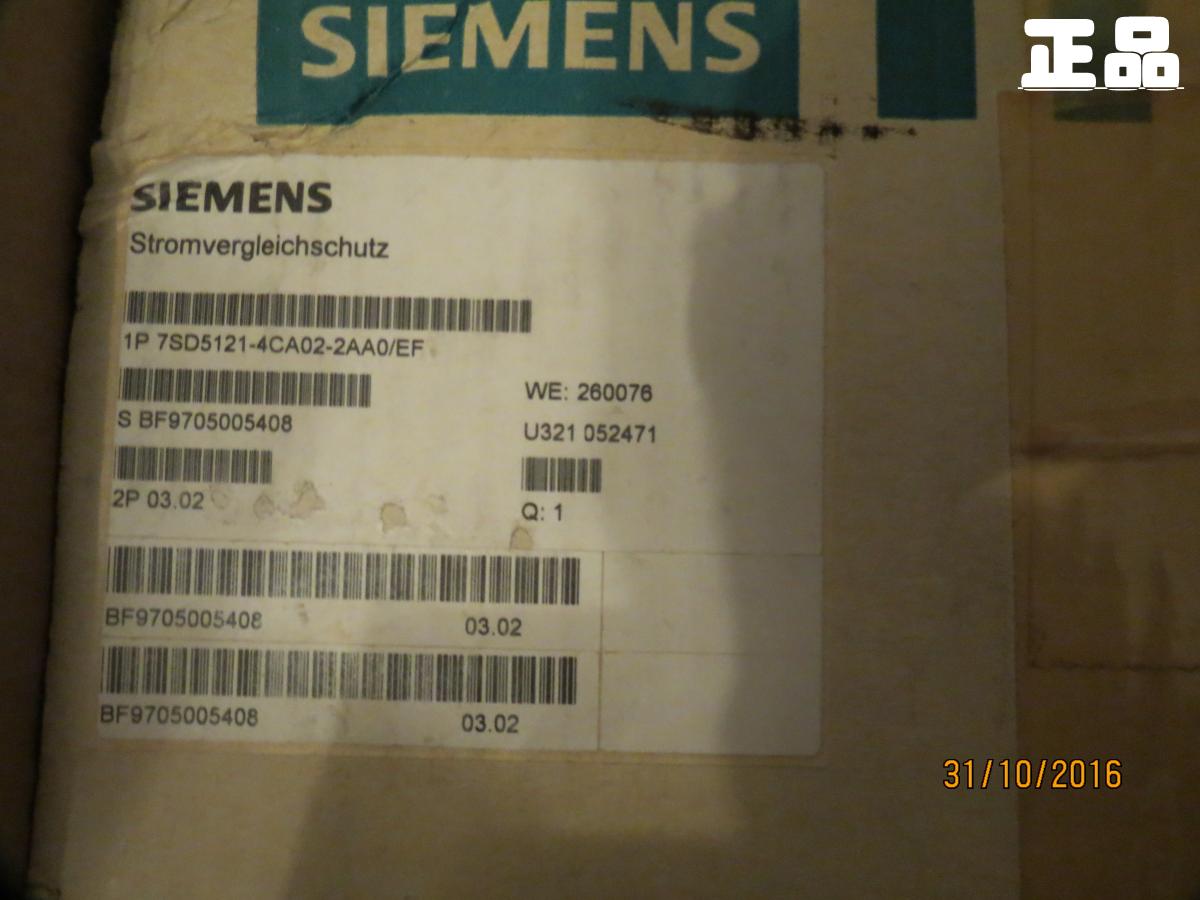 SIEMENS
正品
SIEMENS
Stromvergleichschutz
1P 7SD5121-4CA02-2AA0/EF
WE: 260076
S BF9705005408
U321 052471
2P 03.02
Q: 1
BF9705005408 03.02
BF9705005408 03.02
31/10/2016